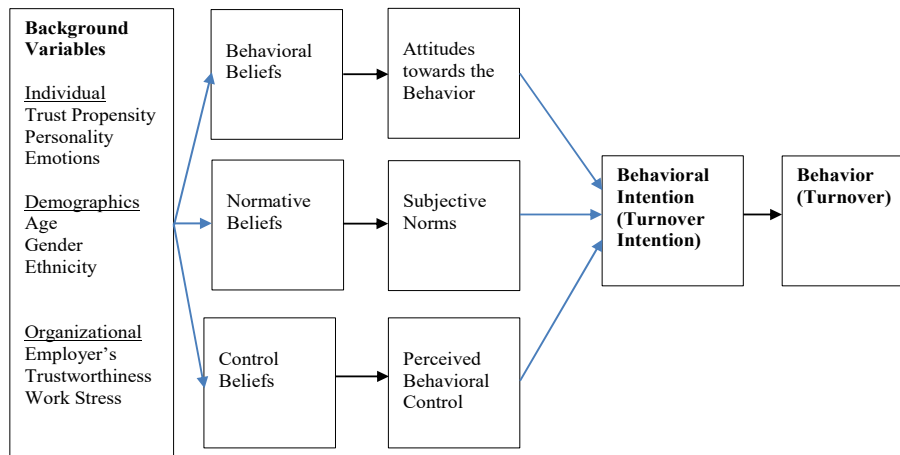 Background
Variables
Individual
Trust Propensity
Personality
Emotions
Demographics
Age
Gender
Ethnicity
Organizational
Employer's
Trustworthiness
Work Stress
Behavioral
Beliefs
Attitudes
towards the
Behavior
Normative
Beliefs
Subjective
Norms
Control
Beliefs
Perceived
Behavioral
Control
Behavioral
Intention
(Turnover
Intention)
Behavior
(Turnover)